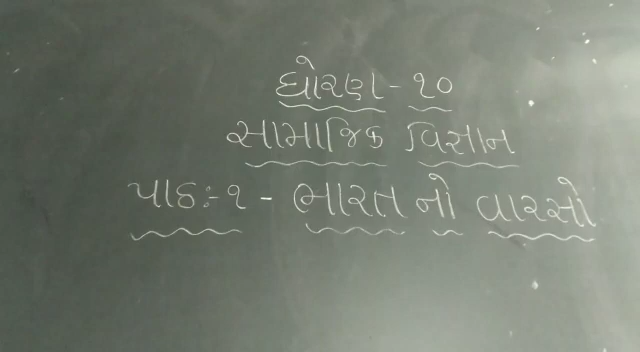 ધોરણ - ૧૦
સામાજિક વિસાન
પાઠ:- ૧ - ભારત નો વારસો